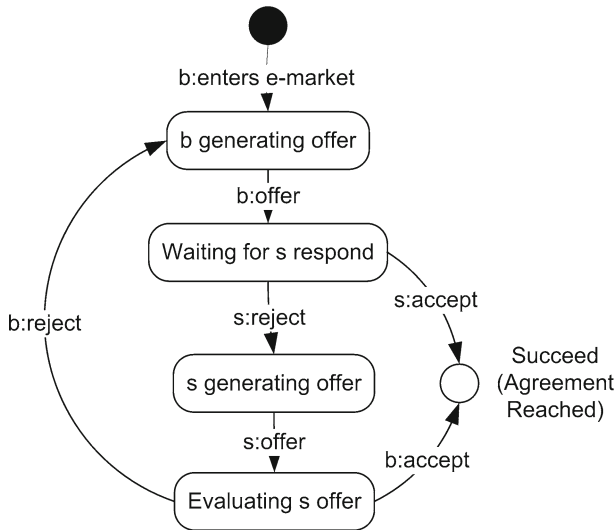 b:enters e-market
b generating offer
b:offer
Waiting for s respond
s:accept
b:reject
s:reject
Succeed
(Agreement
Reached)
s generating offer
s:offer
b:accept
Evaluating s offer